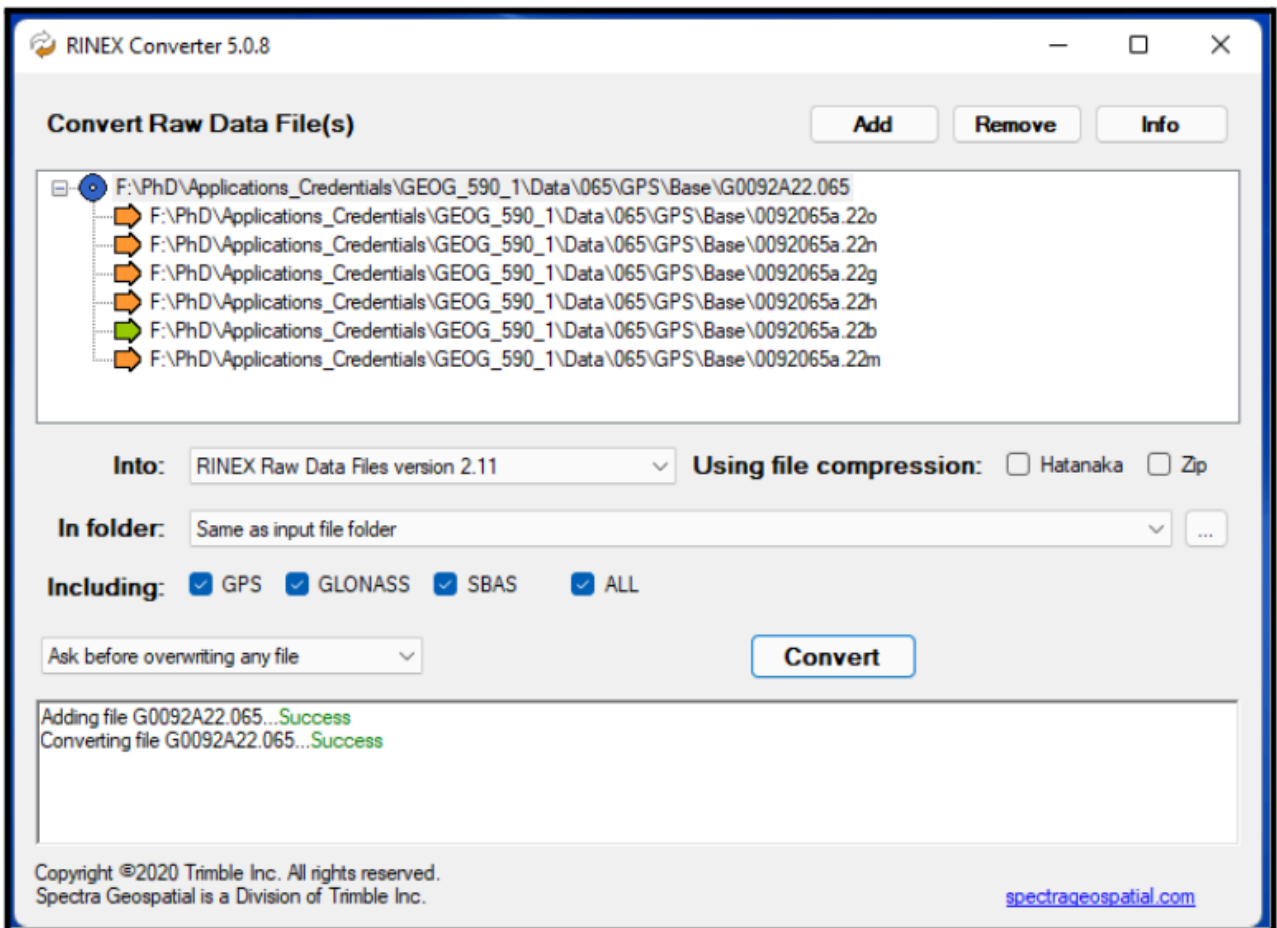 RINEX Converter 5.0.8
Convert Raw Data File(s) Add Remove Info
F:\PhD\Applications_Credentials\GEOG_590_1\Data\065\GPS\Base\G0092A22.065
F:\PhD\Applications_Credentials\GEOG_590_1\Data\065\GPS\Base\0092065a.22o
F:\PhD\Applications_Credentials\GEOG_590_1\Data\065\GPS\Base\0092065a.22n
F:\PhD\Applications_Credentials\GEOG_590_1\Data\065\GPS\Base\0092065a.22g
F:\PhD\Applications_Credentials\GEOG_590_1\Data\065\GPS\Base\0092065a.22h
F:\PhD\Applications_Credentials\GEOG_590_1\Data\065\GPS\Base\0092065a.22b
F:\PhD\Applications_Credentials\GEOG_590_1\Data\065\GPS\Base\0092065a.22m
Into: RINEX Raw Data Files version 2.11 Using file compression: Hatanaka Zip
In folder: Same as input file folder ...
Including: GPS GLONASS SBAS ALL
Ask before overwriting any file Convert
Adding file G0092A22.065...Success
Converting file G0092A22.065...Success
Copyright ©2020 Trimble Inc. All rights reserved.
Spectra Geospatial is a Division of Trimble Inc. spectrageospatial.com